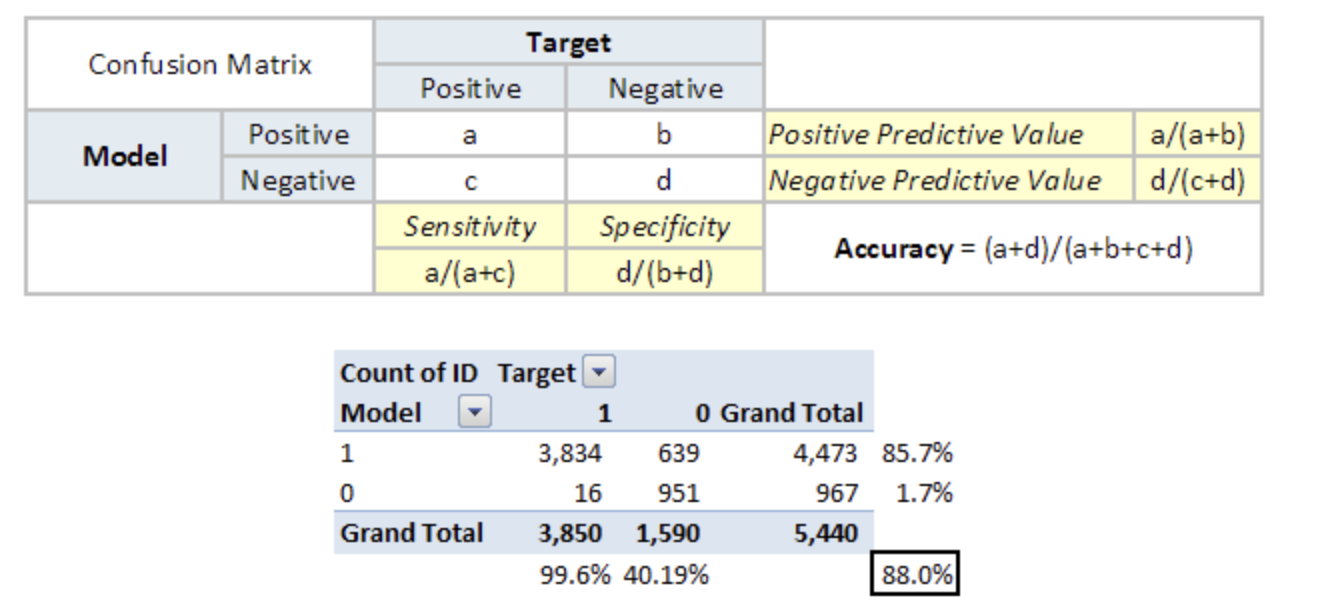 Confusion Matrix Target
Positive Negative
Model Positive a b Positive Predictive Value a/(a+b)
Negative c d Negative Predictive Value d/(c+d)
Sensitivity Specificity Accuracy = (a+d)/(a+b+c+d)
a/(a+c) d/(b+d)
Count of ID Target
Model 1 0 Grand Total
1 3,834 639 4,473 85.7%
0 16 951 967 1.7%
Grand Total 3,850 1,590 5,440
99.6% 40.19% 88.0%